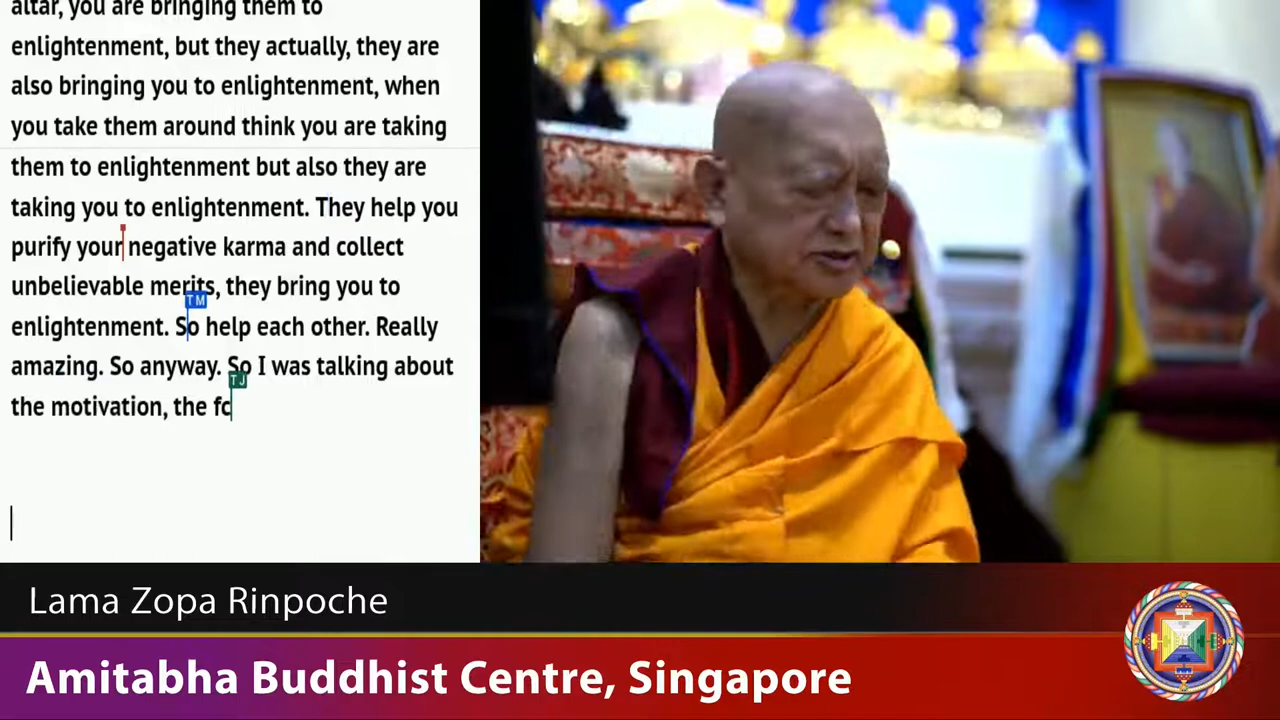 altar, you are bringing them to
enlightenment, but they actually, they are
also bringing you to enlightenment, when
you take them around think you are taking
them to enlightenment but also they are
taking you to enlightenment. They help you
purify your negative karma and collect
unbelievable merits, they bring you to
TM
enlightenment. So help each other. Really
amazing. So anyway. So I was talking about
TJ
the motivation, the fc
Lama Zopa Rinpoche
Amitabha Buddhist Centre, Singapore